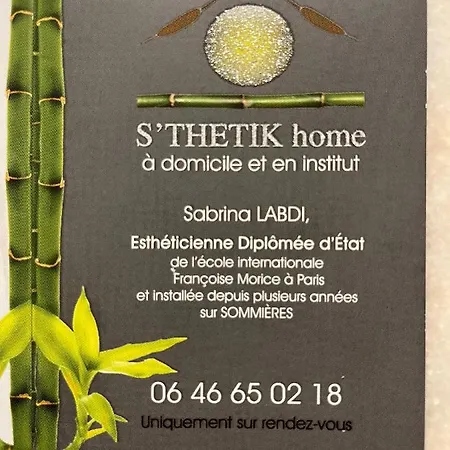 S'THETIK home
à domicile et en institut
Sabrina LABDI,
Esthéticienne Diplômée d'État
de l'école internationale
Françoise Morice à Paris
et installée depuis plusieurs années
sur SOMMIÈRES
06 46 65 02 18
Uniquement sur rendez-vous